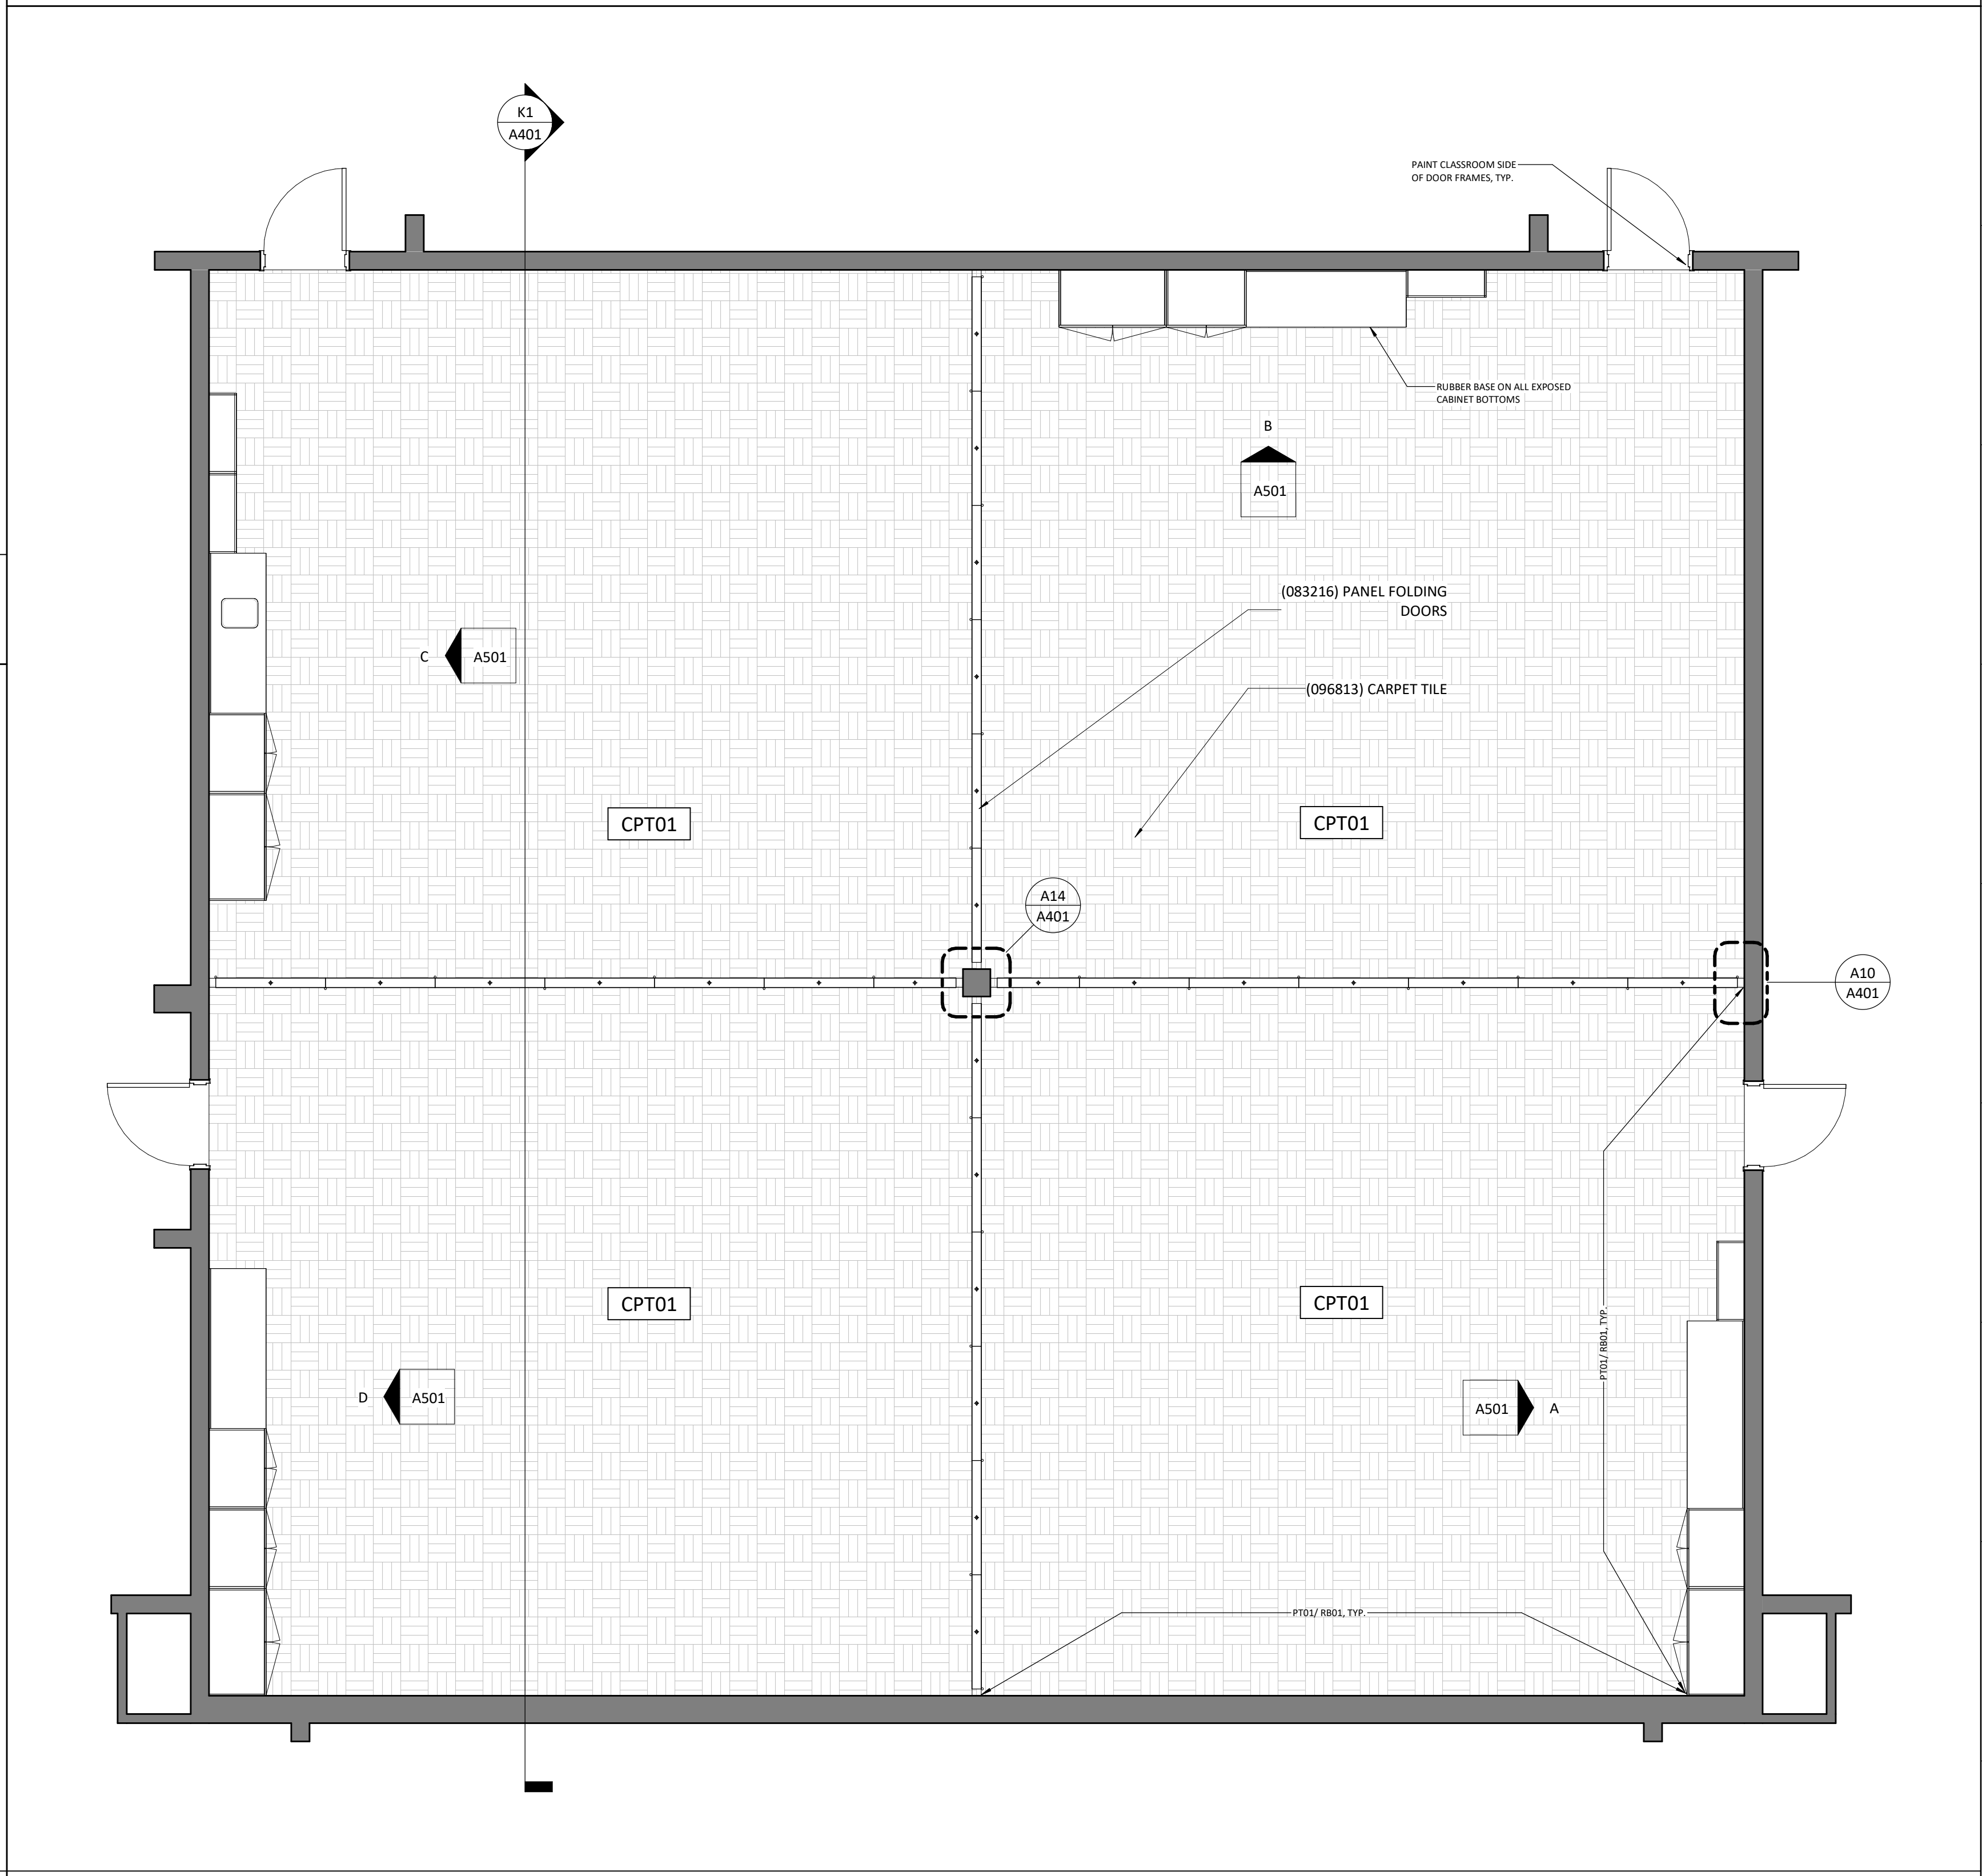 K1
A401
PAINT CLASSROOM SIDE
OF DOOR FRAMES, TYP.
RUBBER BASE ON ALL EXPOSED
CABINET BOTTOMS
B
A501
(083216) PANEL FOLDING
DOORS
C
A501
(096813) CARPET TILE
CPT01
CPT01
A14
A401
A10
A401
CPT01
CPT01
PT01/ RB01, TYP.
D
A501
A501
A
PT01/ RB01, TYP.